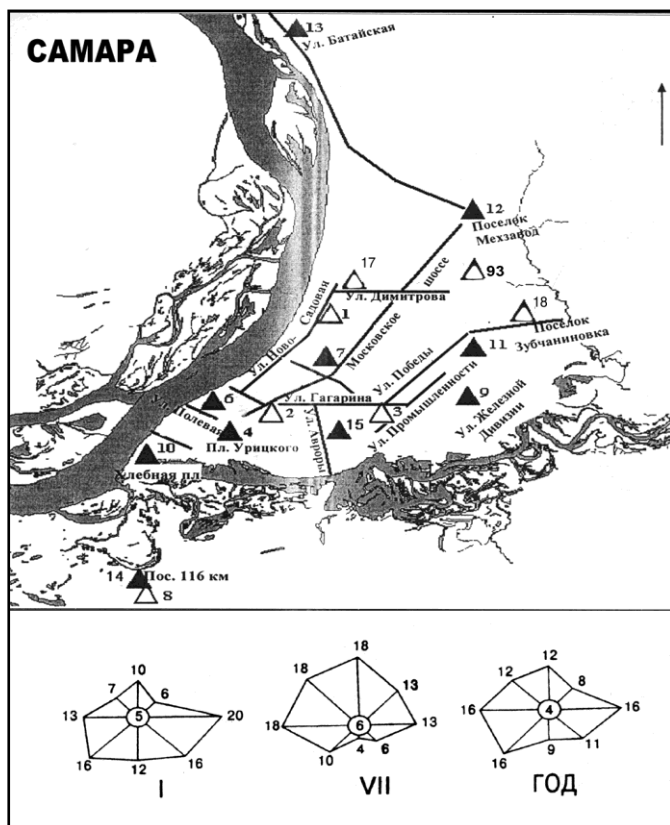 САМАРА
13
Ул. Батайская
12
Поселок
Мехзавод
93
17
Ул. Димитрова
шоссе
Московское
Садовая
Ул. Ново-
1
18
Поселок
Зубчаниновка
7
11
Ул. Победы
6
Ул. Гагарина
2
3
9
Ул. Полевая
4
Пл. Урицкого
Ул. Авроры
15
Ул. Промышленности
Ул. Железной
Дивизии
10
Хлебная пл.
14
Пос. 116 км
8
10
7
6
13
5
20
16
12
16
I
18
18
13
18
6
13
10
4
6
VII
12
12
8
16
4
16
16
9
11
ГОД